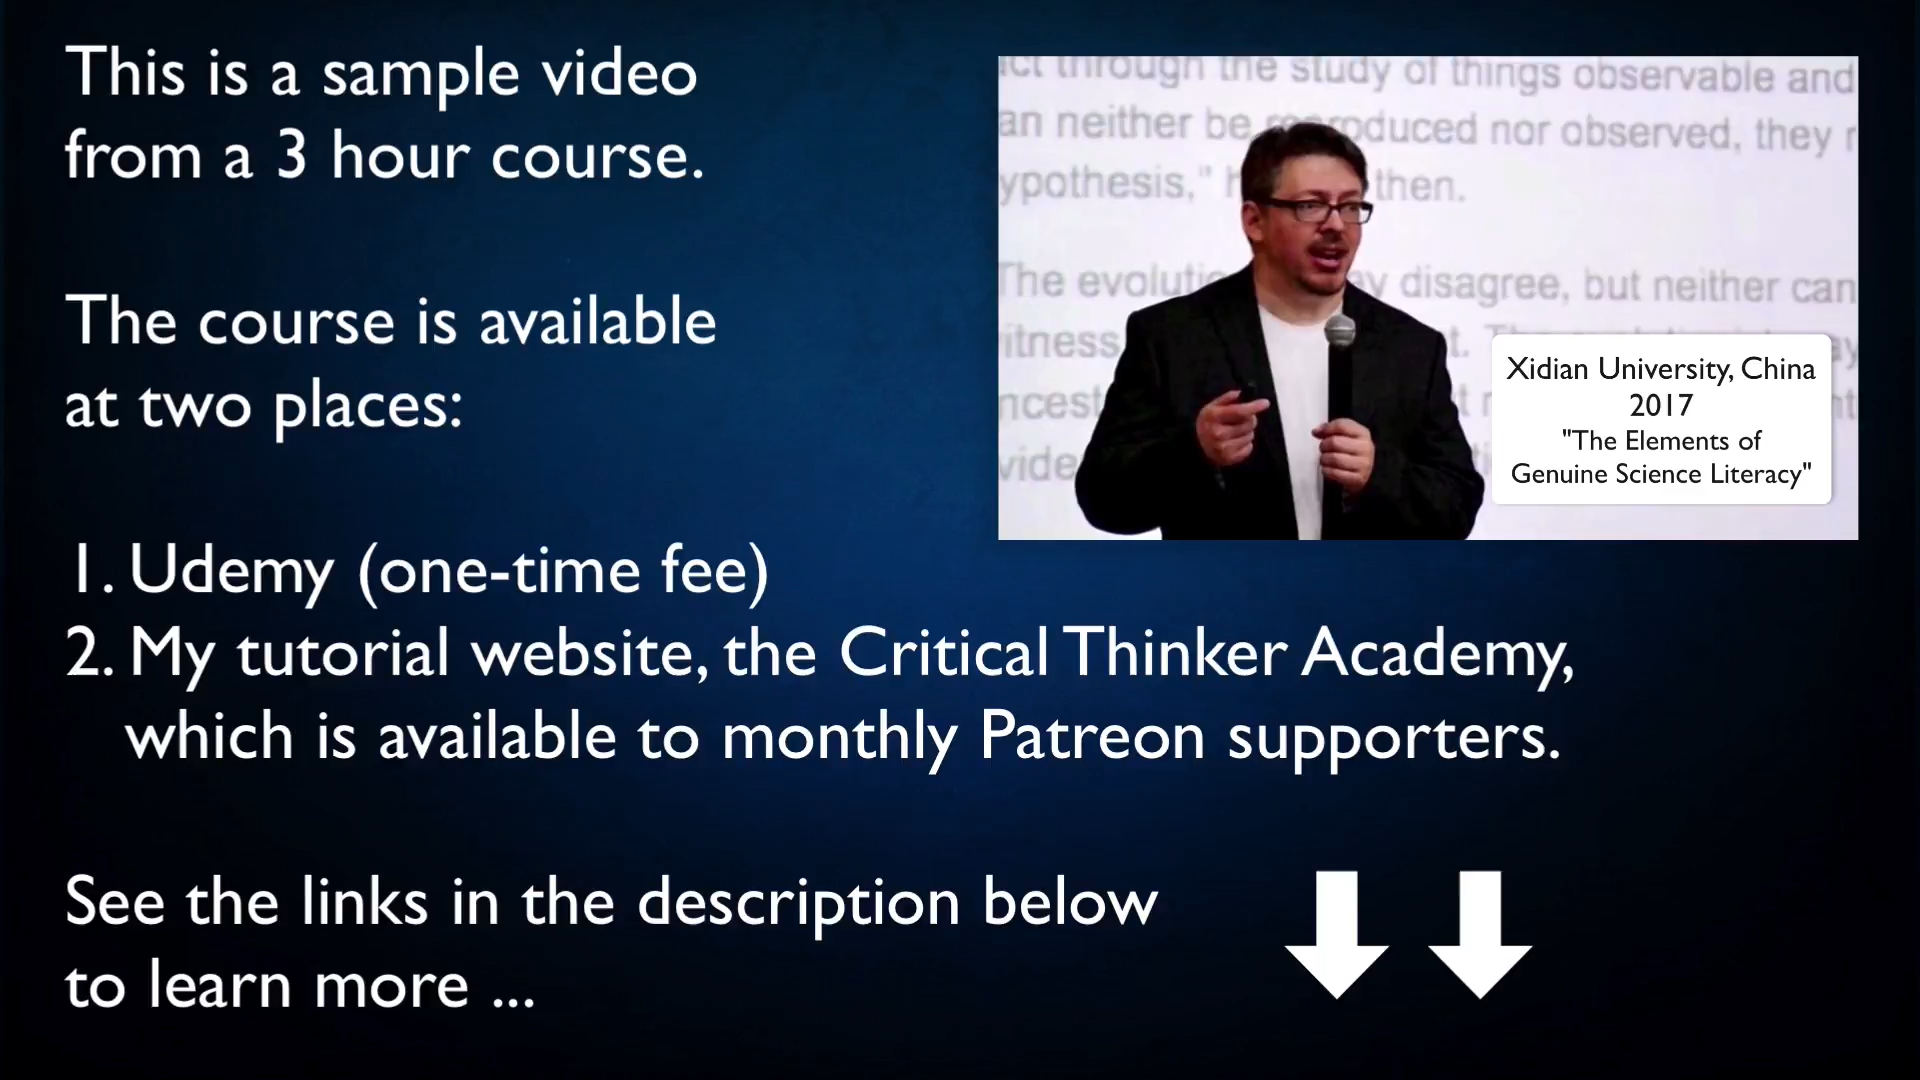 This is a sample video
from a 3 hour course.
The course is available
at two places:
1. Udemy (one-time fee)
2. My tutorial website, the Critical Thinker Academy,
which is available to monthly Patreon supporters.
See the links in the description below
to learn more ...
through the study of things observable and
an neither be duced nor observed, they
ypothesis," then.
The evoluti disagree, but neither can
itness
ncest
vide
Xidian University, China
2017
"The Elements of
Genuine Science Literacy"